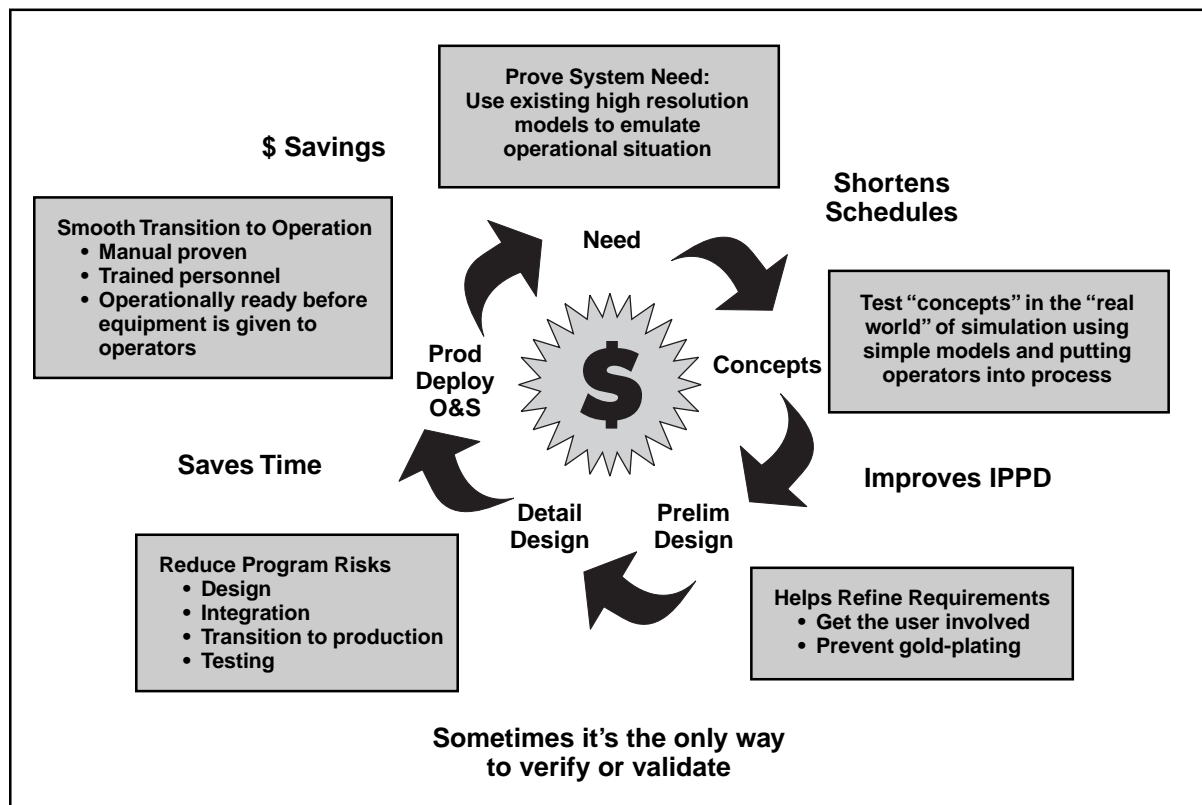 Prove System Need:
Use existing high resolution
models to emulate
operational situation
$ Savings
Shortens
Schedules
Smooth Transition to Operation
• Manual proven
• Trained personnel
• Operationally ready before
equipment is given to
operators
Need
Test “concepts” in the “real
world” of simulation using
simple models and putting
operators into process
Prod
Deploy
O&S
$
Concepts
Saves Time
Improves IPPD
Detail
Design
Prelim
Design
Reduce Program Risks
• Design
• Integration
• Transition to production
• Testing
Helps Refine Requirements
• Get the user involved
• Prevent gold-plating
Sometimes it’s the only way
to verify or validate